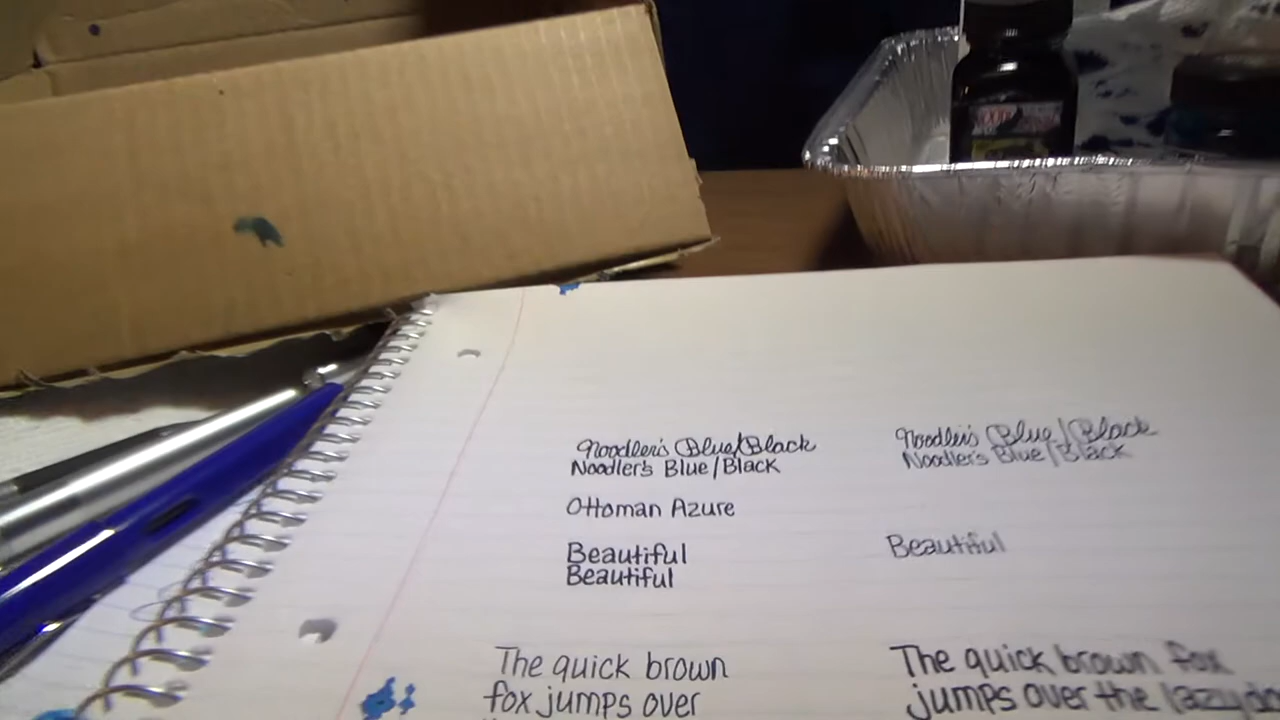 Noodler's Blue/Black
Noodler's Blue/Black
Ottoman Azure
Beautiful
Beautiful
The quick brown
fox jumps over
Noodler's Blue/Black
Noodler's Blue/Black
Beautiful
The quick brown fox
jumps over the lazy